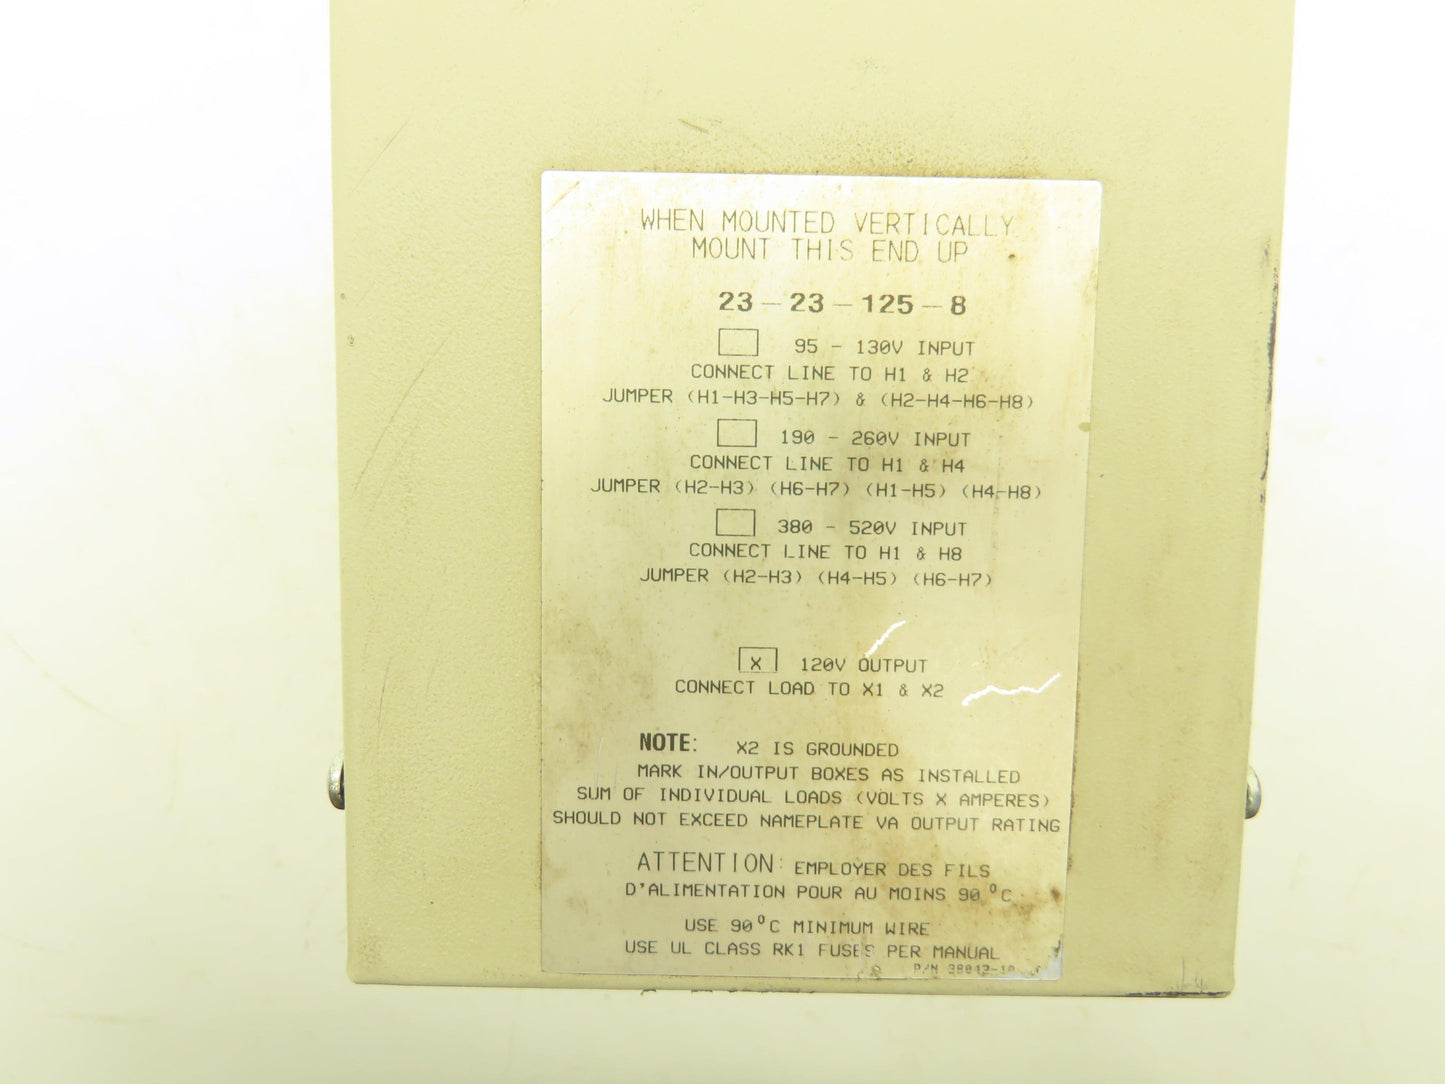 WHEN MOUNTED VERTICALLY
MOUNT THIS END UP
23 - 23 - 125 - 8
95 - 130V INPUT
CONNECT LINE TO H1 & H2
JUMPER (H1-H3-H5-H7) & (H2-H4-H6-H8)
190 - 260V INPUT
CONNECT LINE TO H1 & H4
JUMPER (H2-H3) (H6-H7) (H1-H5) (H4-H8)
380 - 520V INPUT
CONNECT LINE TO H1 & H8
JUMPER (H2-H3) (H4-H5) (H6-H7)
X 120V OUTPUT
CONNECT LOAD TO X1 & X2
NOTE: X2 IS GROUNDED
MARK IN/OUTPUT BOXES AS INSTALLED
SUM OF INDIVIDUAL LOADS (VOLTS X AMPERES)
SHOULD NOT EXCEED NAMEPLATE VA OUTPUT RATING
ATTENTION: EMPLOYER DES FILS
D'ALIMENTATION POUR AU MOINS 90 °C
USE 90°C MINIMUM WIRE
USE UL CLASS RK1 FUSES PER MANUAL
P/N